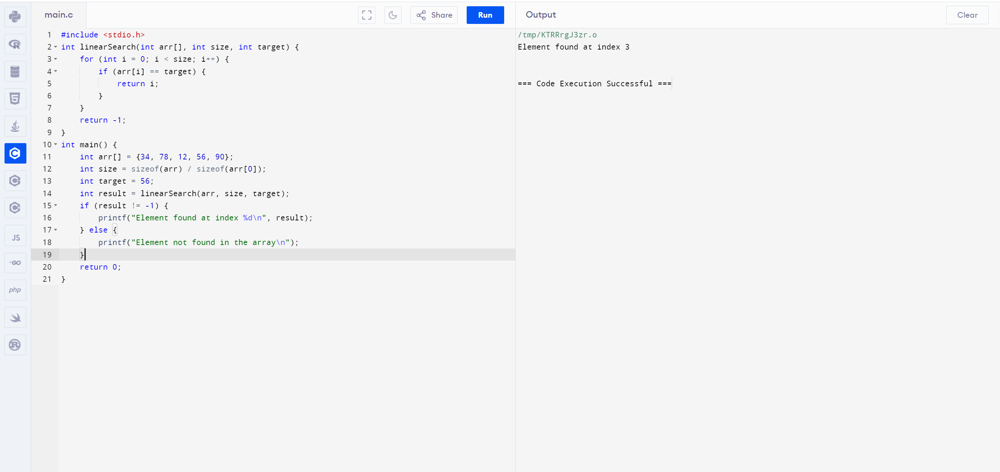 main.c
Share
Run
Output
Clear
1 #include <stdio.h>
2 int linearSearch(int arr[], int size, int target) {
3     for (int i = 0; i < size; i++) {
4         if (arr[i] == target) {
5             return i;
6         }
7     }
8     return -1;
9 }
10 int main() {
11     int arr[] = {34, 78, 12, 56, 90};
12     int size = sizeof(arr) / sizeof(arr[0]);
13     int target = 56;
14     int result = linearSearch(arr, size, target);
15     if (result != -1) {
16         printf("Element found at index %d\n", result);
17     } else {
18         printf("Element not found in the array\n");
19     }
20     return 0;
21 }
/tmp/KTRRrgJ3zr.o
Element found at index 3
=== Code Execution Successful ===
R
5
C
C
C#
JS
GO
php
R